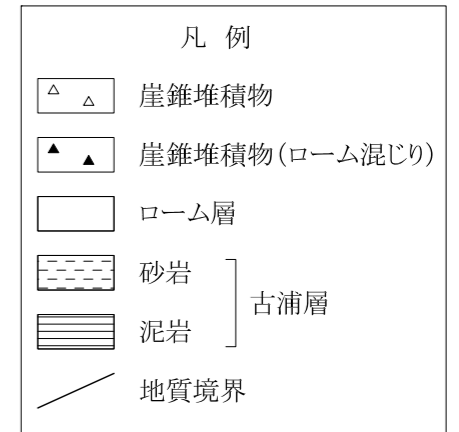 凡 例
崖錐堆積物
崖錐堆積物(ローム混じり)
ローム層
砂岩
古浦層
泥岩
地質境界